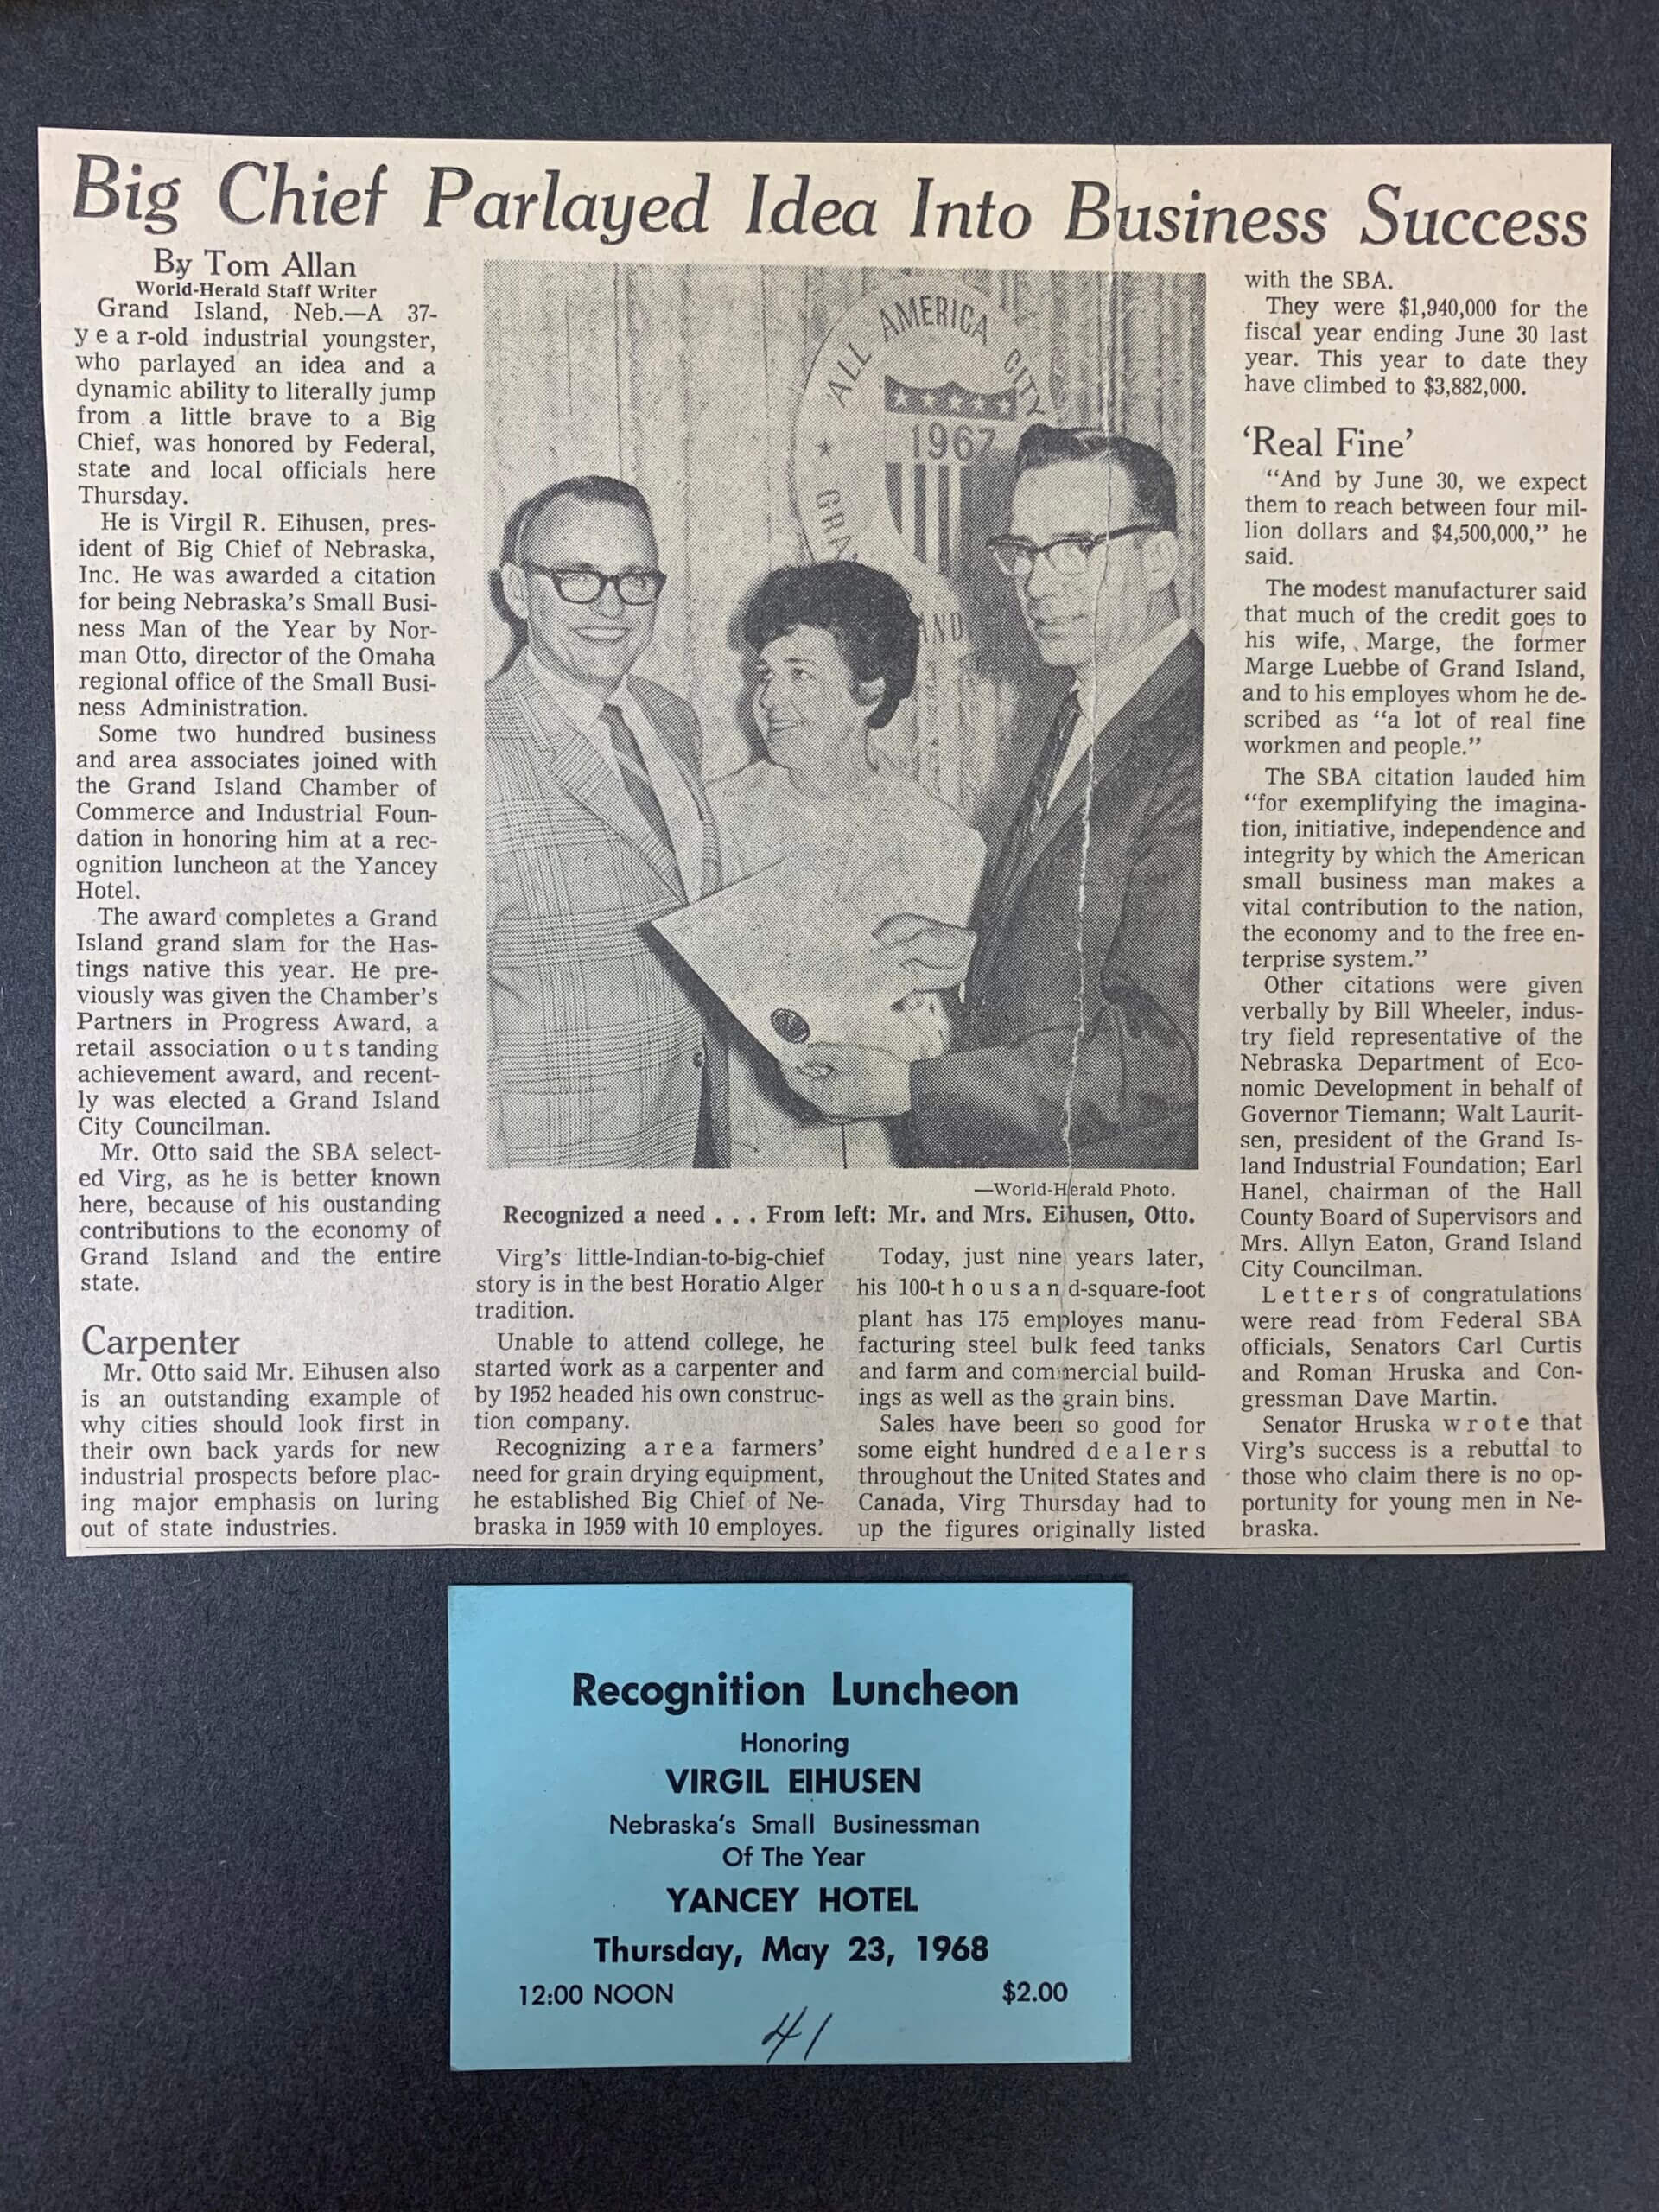 Big Chief Parlayed Idea Into Business Success
By Tom Allan
World-Herald Staff Writer
Grand Island, Neb.—A 37-
year-old industrial youngster,
who parlayed an idea and a
dynamic ability to literally jump
from a little brave to a Big
Chief, was honored by Federal,
state and local officials here
Thursday.
He is Virgil R. Eihusen, pres-
ident of Big Chief of Nebraska,
Inc. He was awarded a citation
for being Nebraska's Small Busi-
ness Man of the Year by Nor-
man Otto, director of the Omaha
regional office of the Small Busi-
ness Administration.
Some two hundred business
and area associates joined with
the Grand Island Chamber of
Commerce and Industrial Foun-
dation in honoring him at a rec-
ognition luncheon at the Yancey
Hotel.
The award completes a Grand
Island grand slam for the Has-
tings native this year. He pre-
viously was given the Chamber's
Partners in Progress Award, a
retail association outstanding
achievement award, and recent-
ly was elected a Grand Island
City Councilman.
Mr. Otto said the SBA select-
ed Virg, as he is better known
here, because of his oustanding
contributions to the economy of
Grand Island and the entire
state.
Carpenter
Mr. Otto said Mr. Eihusen also
is an outstanding example of
why cities should look first in
their own back yards for new
industrial prospects before plac-
ing major emphasis on luring
out of state industries.
ALL AMERICA CITY
1967
GRA
AND
—World-Herald Photo.
Recognized a need . . . From left: Mr. and Mrs. Eihusen, Otto.
Virg's little-Indian-to-big-chief
story is in the best Horatio Alger
tradition.
Unable to attend college, he
started work as a carpenter and
by 1952 headed his own construc-
tion company.
Recognizing area farmers'
need for grain drying equipment,
he established Big Chief of Ne-
braska in 1959 with 10 employes.
Today, just nine years later,
his 100-thousand-square-foot
plant has 175 employes manu-
facturing steel bulk feed tanks
and farm and commercial build-
ings as well as the grain bins.
Sales have been so good for
some eight hundred dealers
throughout the United States and
Canada, Virg Thursday had to
up the figures originally listed
with the SBA.
They were $1,940,000 for the
fiscal year ending June 30 last
year. This year to date they
have climbed to $3,882,000.
'Real Fine'
"And by June 30, we expect
them to reach between four mil-
lion dollars and $4,500,000," he
said.
The modest manufacturer said
that much of the credit goes to
his wife, Marge, the former
Marge Luebbe of Grand Island,
and to his employes whom he de-
scribed as "a lot of real fine
workmen and people."
The SBA citation lauded him
"for exemplifying the imagina-
tion, initiative, independence and
integrity by which the American
small business man makes a
vital contribution to the nation,
the economy and to the free en-
terprise system."
Other citations were given
verbally by Bill Wheeler, indus-
try field representative of the
Nebraska Department of Eco-
nomic Development in behalf of
Governor Tiemann; Walt Laurit-
sen, president of the Grand Is-
land Industrial Foundation; Earl
Hanel, chairman of the Hall
County Board of Supervisors and
Mrs. Allyn Eaton, Grand Island
City Councilman.
Letters of congratulations
were read from Federal SBA
officials, Senators Carl Curtis
and Roman Hruska and Con-
gressman Dave Martin.
Senator Hruska wrote that
Virg's success is a rebuttal to
those who claim there is no op-
portunity for young men in Ne-
braska.
Recognition Luncheon
Honoring
VIRGIL EIHUSEN
Nebraska's Small Businessman
Of The Year
YANCEY HOTEL
Thursday, May 23, 1968
12:00 NOON $2.00
41